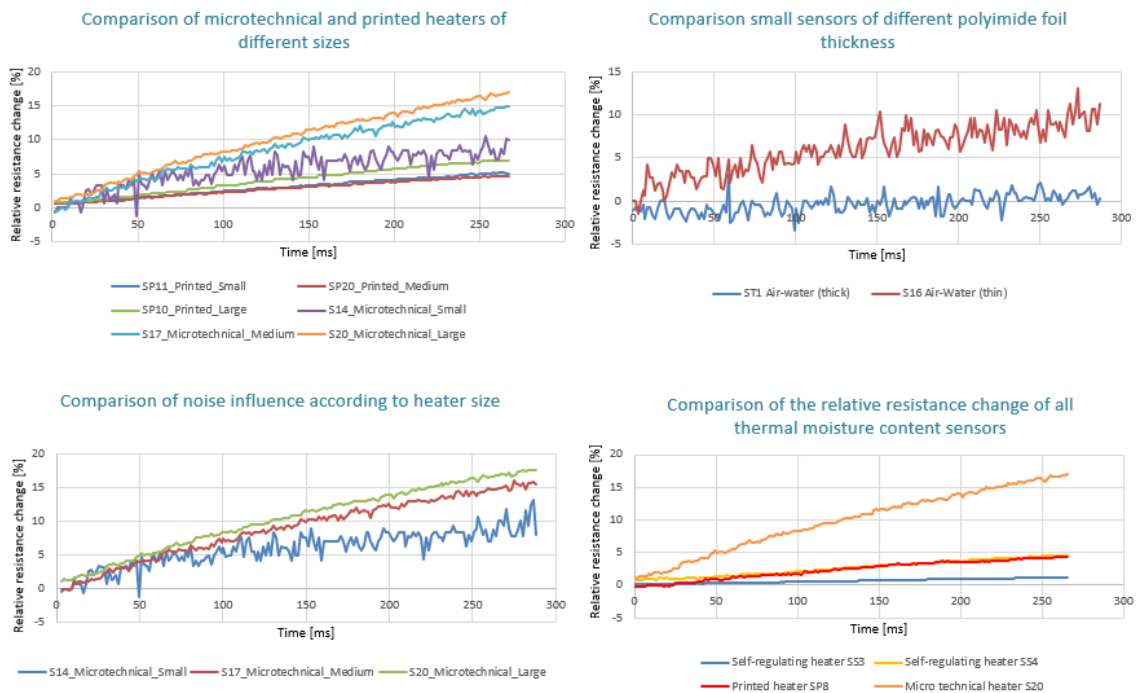 Comparison of microtechnical and printed heaters of
different sizes
Relative resistance change [%]
20
15
10
5
0
-5
0
50
100
150
200
250
300
Time [ms]
SP11_Printed_Small
SP20_Printed_Medium
SP10_Printed_Large
S14_Microtechnical_Small
S17_Microtechnical_Medium
S20_Microtechnical_Large
Comparison small sensors of different polyimide foil
thickness
Relative resistance change [%]
15
10
5
0
-5
0
50
100
150
200
250
300
Time [ms]
ST1 Air-water (thick)
S16 Air-Water (thin)
Comparison of noise influence according to heater size
Relative resistance change [%]
20
15
10
5
0
-5
0
50
100
150
200
250
300
Time [ms]
S14_Microtechnical_Small
S17_Microtechnical_Medium
S20_Microtechnical_Large
Comparison of the relative resistance change of all
thermal moisture content sensors
Relative resistance change [%]
20
15
10
5
0
-5
0
50
100
150
200
250
300
Time [ms]
Self-regulating heater SS3
Self-regulating heater SS4
Printed heater SP8
Micro technical heater S20